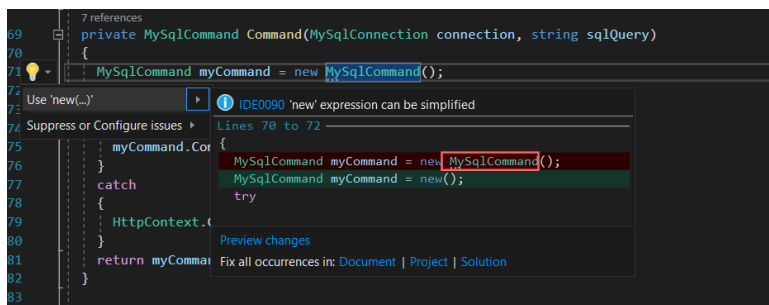 7 references
69 private MySqlCommand Command(MySqlConnection connection, string sqlQuery)
70 {
71 MySqlCommand myCommand = new MySqlCommand();
72
73
Use 'new(...)'
IDE0090 'new' expression can be simplified
74
Suppress or Configure issues
Lines 70 to 72
75 myCommand.Con
{
76 }
MySqlCommand myCommand = new MySqlCommand();
77 catch
MySqlCommand myCommand = new();
78 {
try
79 HttpContext.
80 }
Preview changes
81 return myComman
Fix all occurrences in: Document | Project | Solution
82 }
83